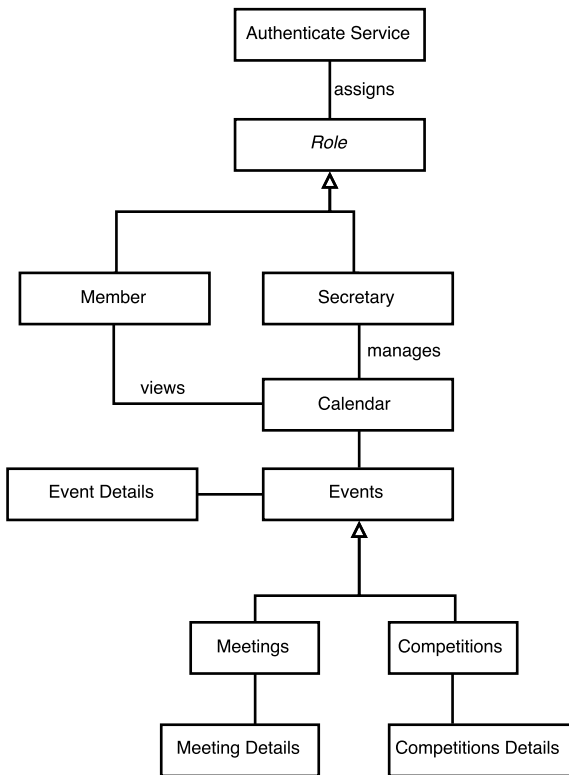 Authenticate Service
assigns
Role
Member
Secretary
manages
views
Calendar
Event Details
Events
Meetings
Competitions
Meeting Details
Competitions Details